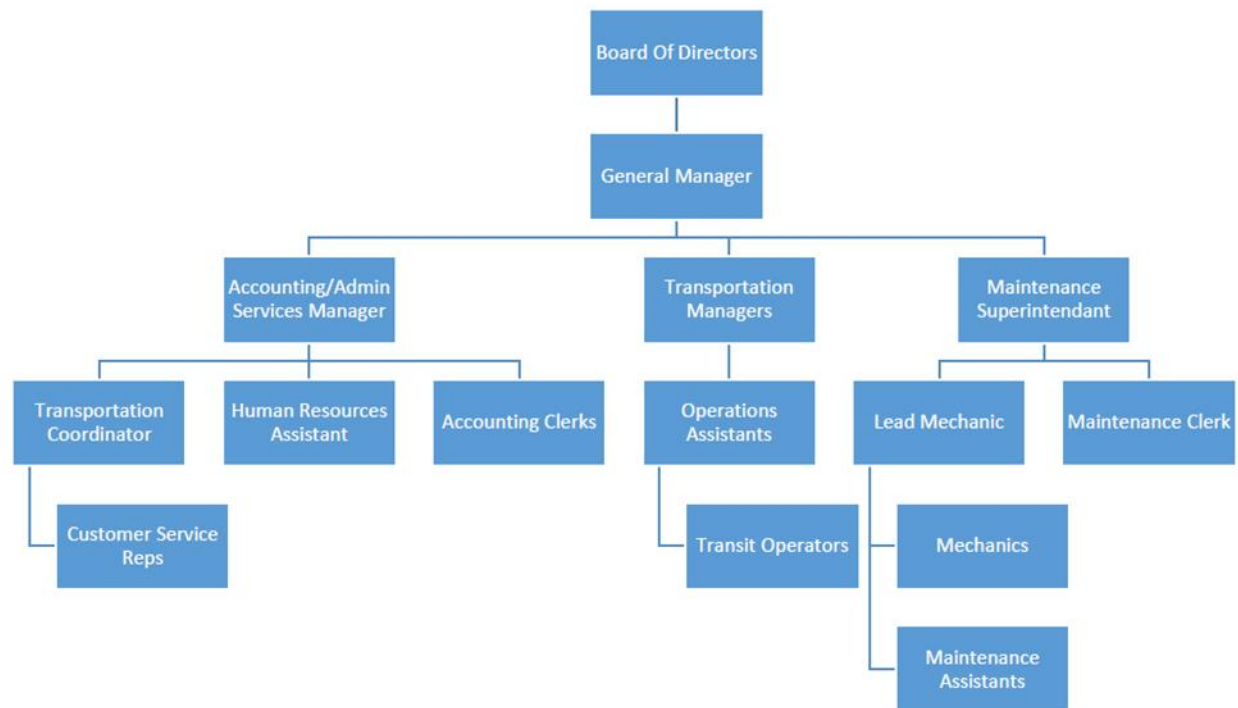 Board Of Directors
General Manager
Accounting/Admin
Services Manager
Transportation
Managers
Maintenance
Superintendant
Transportation
Coordinator
Human Resources
Assistant
Accounting Clerks
Operations
Assistants
Lead Mechanic
Maintenance Clerk
Customer Service
Reps
Transit Operators
Mechanics
Maintenance
Assistants